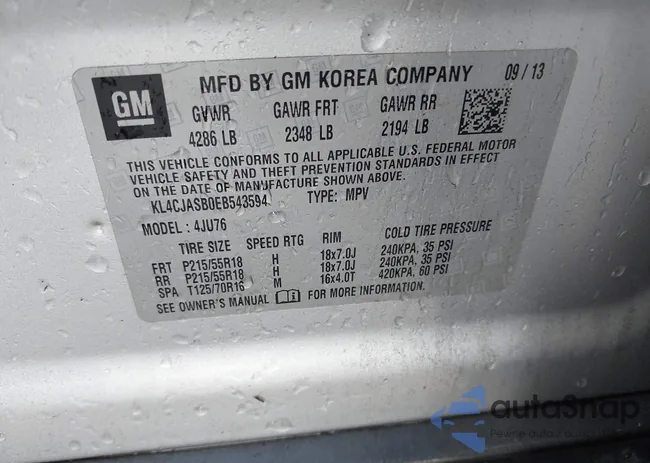 GM
MFD BY GM KOREA COMPANY 09/13
GVWR GAWR FRT GAWR RR
4286 LB 2348 LB 2194 LB
THIS VEHICLE CONFORMS TO ALL APPLICABLE U.S. FEDERAL MOTOR
VEHICLE SAFETY AND THEFT PREVENTION STANDARDS IN EFFECT
ON THE DATE OF MANUFACTURE SHOWN ABOVE.
KL4CJASB0EB543594 TYPE: MPV
MODEL: 4JU76
TIRE SIZE SPEED RTG RIM COLD TIRE PRESSURE
FRT P215/55R18 H 18x7.0J 240KPA, 35 PSI
RR P215/55R18 H 18x7.0J 240KPA, 35 PSI
SPA T125/70R16 M 16x4.0T 420KPA, 60 PSI
SEE OWNER'S MANUAL FOR MORE INFORMATION.
autoSnap
Pewne-auto z USA